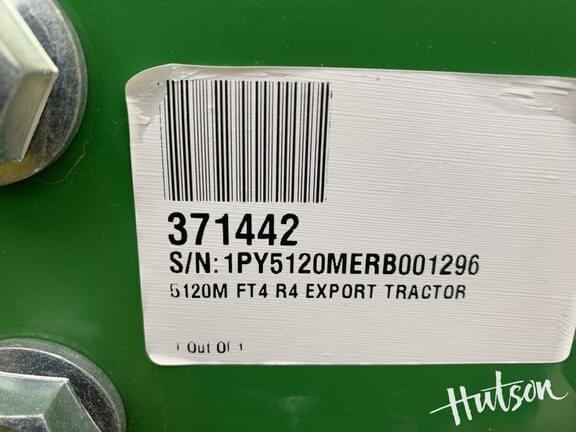 371442
S/N: 1PY5120MERB001296
5120M FT4 R4 EXPORT TRACTOR
1 Out Of 1
Hutson